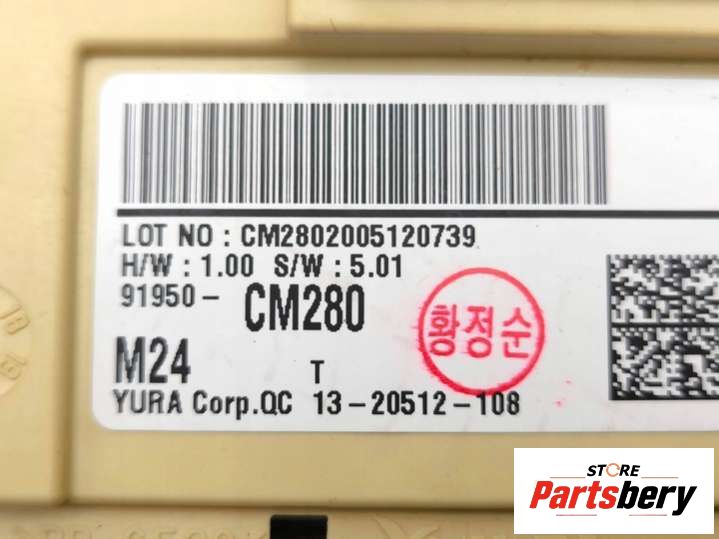 LOT NO : CM2802005120739
H/W : 1.00 S/W : 5.01
91950- CM280
황정순
M24 T
YURA Corp.QC 13-20512-108
STORE
Partsbery